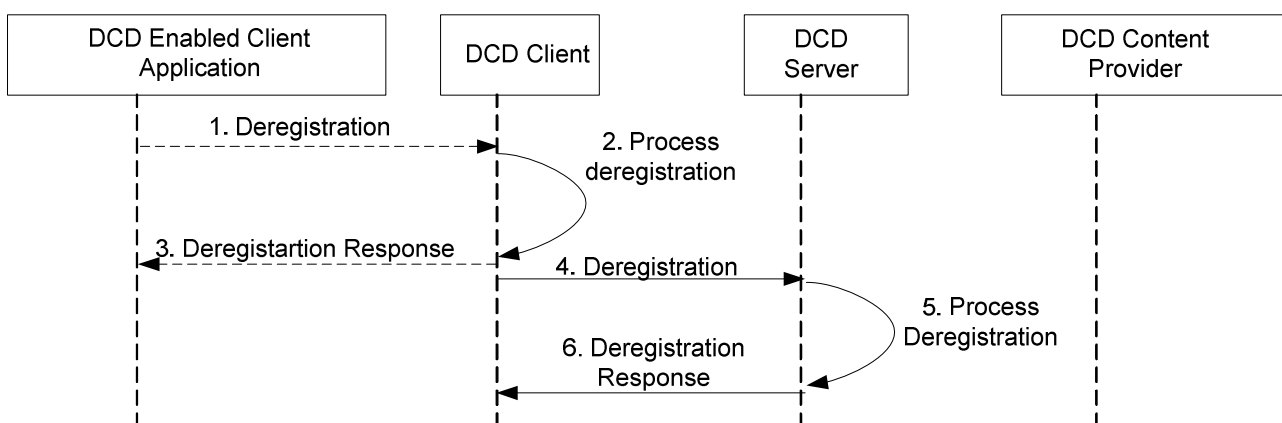 DCD Enabled Client
Application
DCD Client
DCD
Server
DCD Content
Provider
1. Deregistration
2. Process
deregistration
3. Deregistartion Response
4. Deregistration
5. Process
Deregistration
6. Deregistration
Response